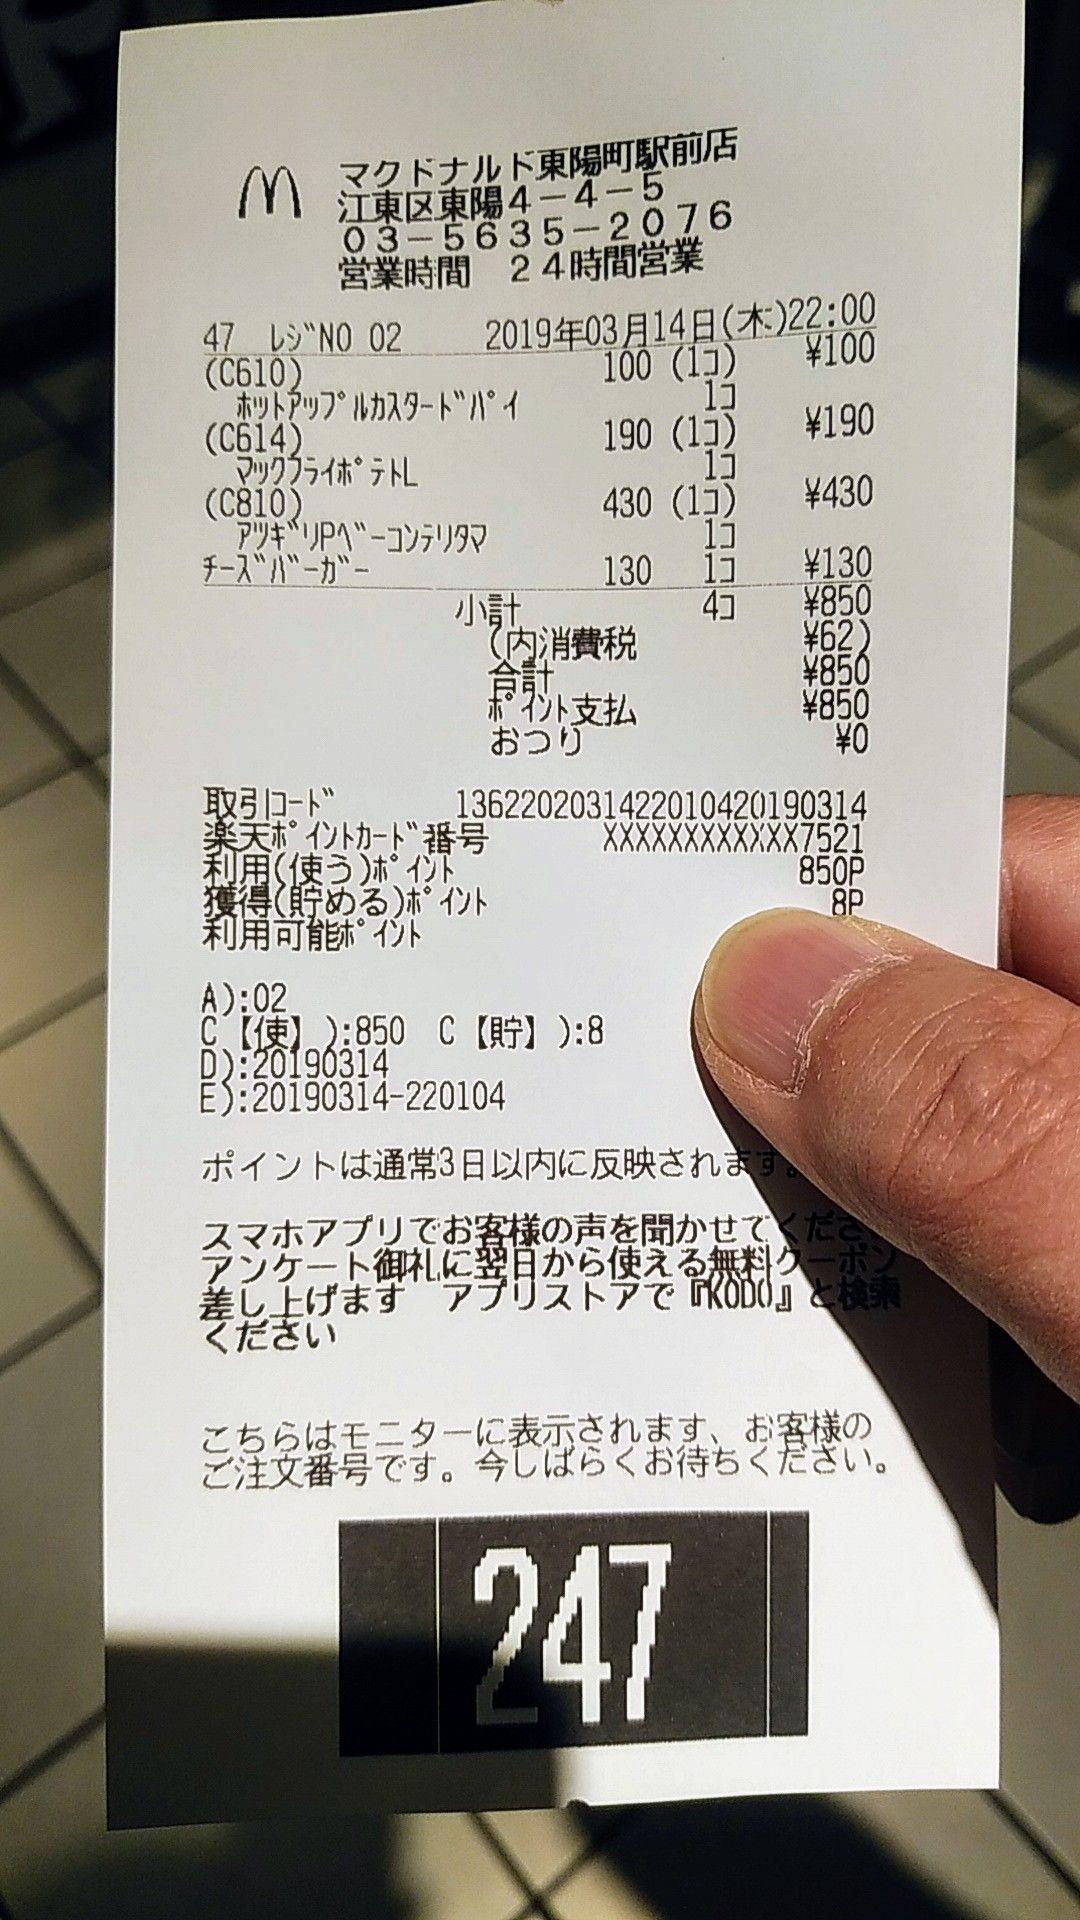 マクドナルド東陽町駅前店
江東区東陽4-4-5
03-5635-2076
営業時間 24時間営業
47 ﾚｼﾞNO 02 2019年03月14日(木)22:00
(C610) 100 (1コ) ¥100
ﾎｯﾄアップルカスタードﾞパイ 1コ
(C614) 190 (1コ) ¥190
ﾏｯｸﾌﾗｲﾎﾟﾃﾄL 1コ
(C810) 430 (1コ) ¥430
ｱﾂｷﾞﾘPﾍﾞｰｺﾝﾃﾘﾀﾏ 1コ
ﾁｰｽﾞﾊﾞｰｶﾞｰ 130 1コ ¥130
小計 4コ ¥850
(内消費税 ¥62)
合計 ¥850
ﾎﾟｲﾝﾄ支払 ¥850
おつり ¥0
取引ｺｰﾄﾞ 136220203142201042019​0314
楽天ﾎﾟｲﾝﾄｶｰﾄﾞ番号 XXXXXXXXXXXX7521
利用(使う)ﾎﾟｲﾝﾄ 850P
獲得(貯める)ﾎﾟｲﾝﾄ 8P
利用可能ﾎﾟｲﾝﾄ
A):02
C【使】):850 C【貯】):8
D):20190314
E):20190314-220104
ポイントは通常3日以内に反映されます。
スマホアプリでお客様の声を聞かせてくださ
アンケート御礼に翌日から使える無料クーポン
差し上げます アプリストアで『KODO』と検索
ください
こちらはモニターに表示されます、お客様の
ご注文番号です。今しばらくお待ちください。
247